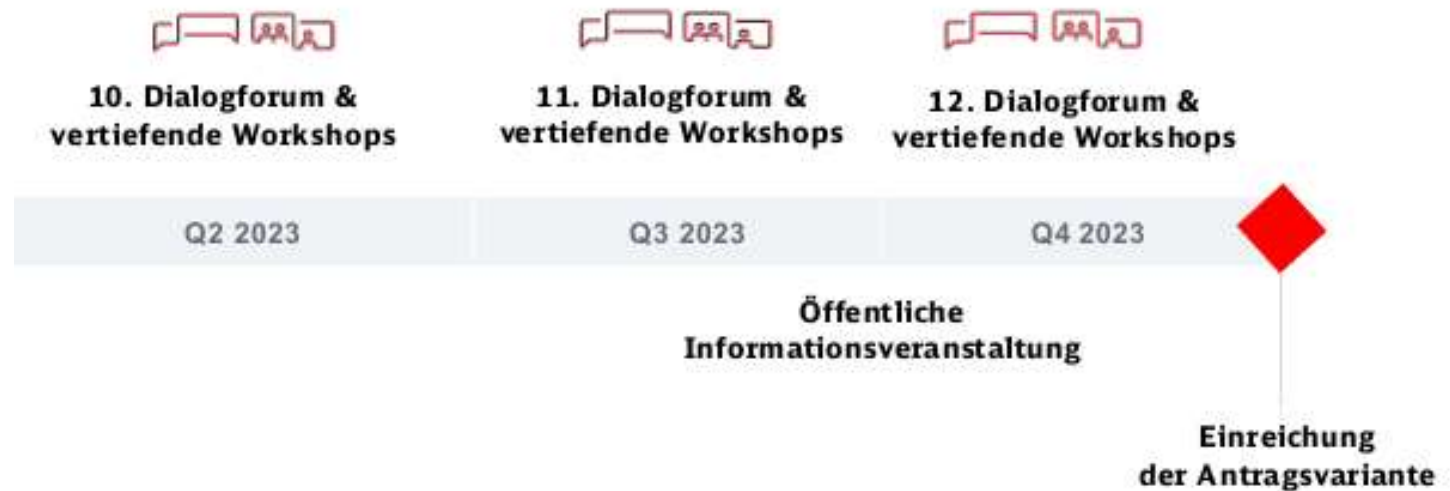 10. Dialogforum &
vertiefende Workshops
11. Dialogforum &
vertiefende Workshops
12. Dialogforum &
vertiefende Workshops
Q2 2023
Q3 2023
Q4 2023
Öffentliche
Informationsveranstaltung
Einreichung
der Antragsvariante